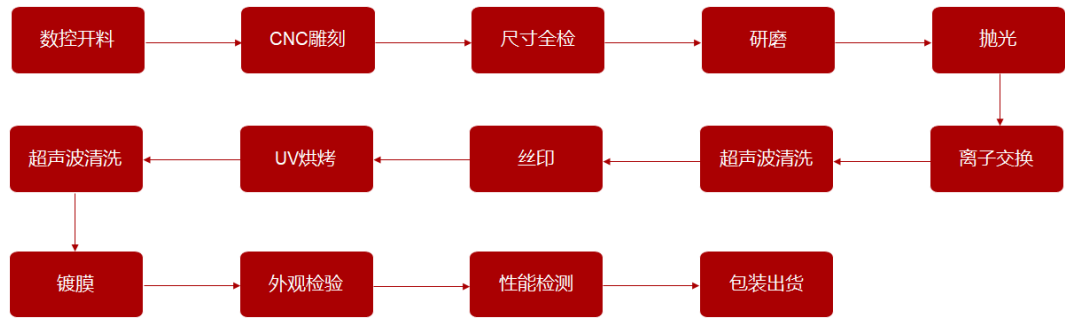 数控开料
CNC雕刻
尺寸全检
研磨
抛光
离子交换
超声波清洗
丝印
UV烘烤
超声波清洗
镀膜
外观检验
性能检测
包装出货